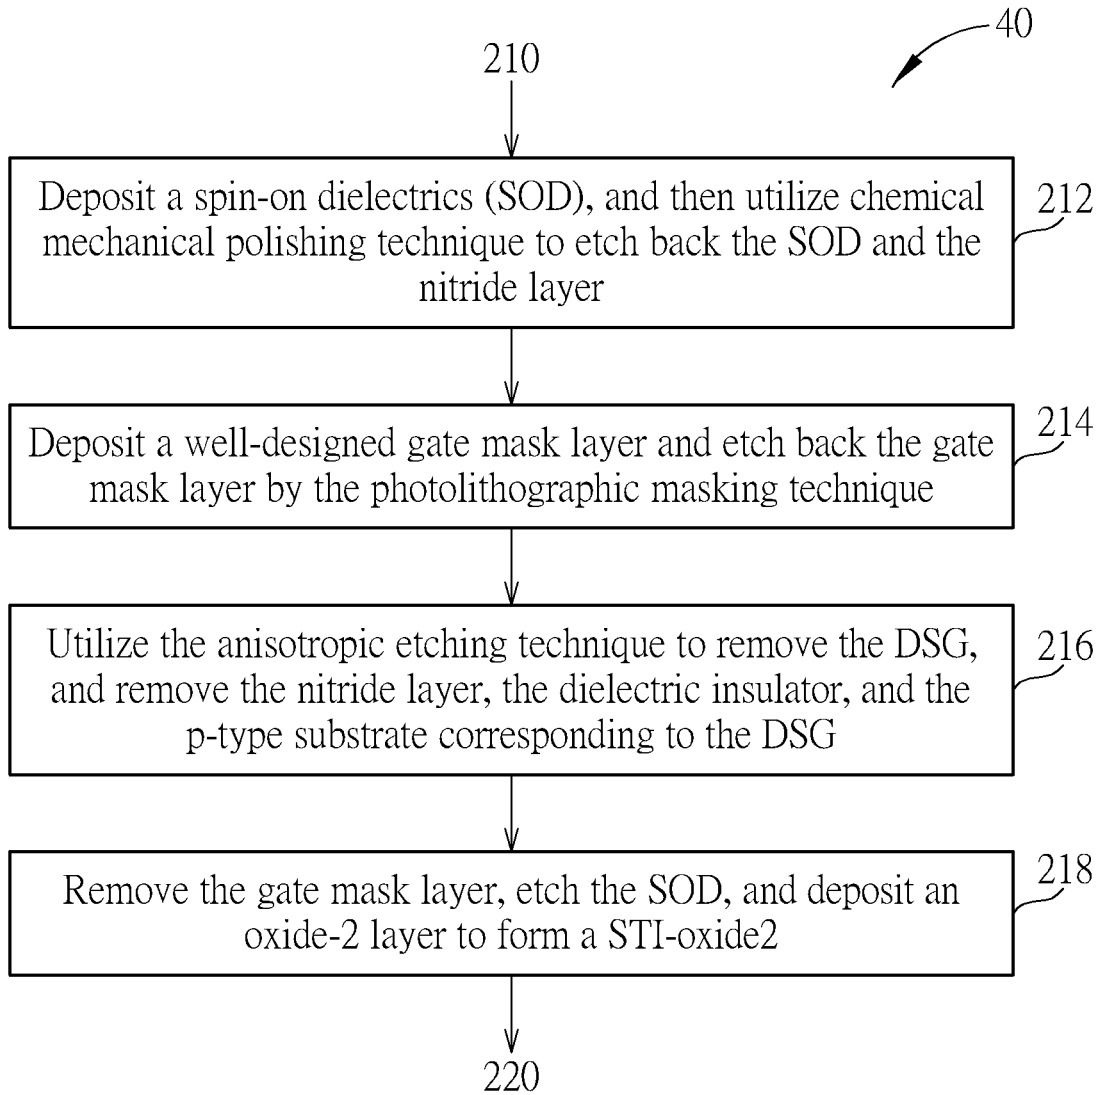 40
210
Deposit a spin-on dielectrics (SOD), and then utilize chemical
mechanical polishing technique to etch back the SOD and the
nitride layer
212
Deposit a well-designed gate mask layer and etch back the gate
mask layer by the photolithographic masking technique
214
Utilize the anisotropic etching technique to remove the DSG,
and remove the nitride layer, the dielectric insulator, and the
p-type substrate corresponding to the DSG
216
Remove the gate mask layer, etch the SOD, and deposit an
oxide-2 layer to form a STI-oxide2
218
220